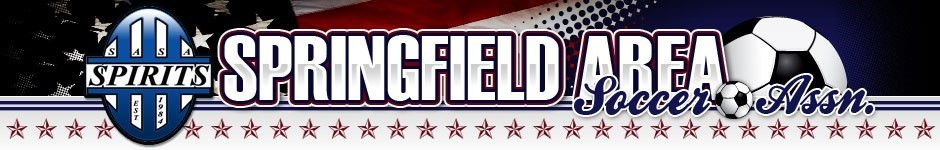 SASA
SPIRITS
EST
1984
SPRINGFIELD AREA
Soccer Assn.